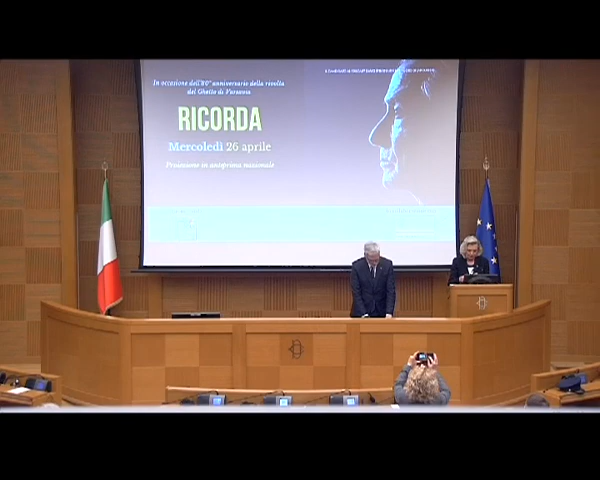 In occasione dell'80° anniversario della rivolta
del Ghetto di Varsavia
RICORDA
Mercoledì 26 aprile
Proiezione in anteprima nazionale